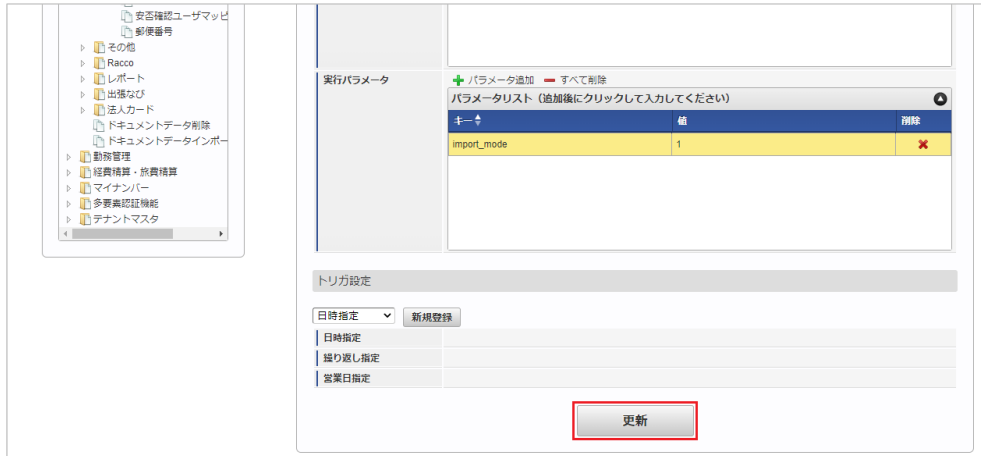 安否確認ユーザマッピ
郵便番号
その他
Racco
レポート
出張なび
法人カード
ドキュメントデータ削除
ドキュメントデータインポー
勤務管理
経費精算・旅費精算
マイナンバー
多要素認証機能
テナントマスタ
実行パラメータ
パラメータ追加 すべて削除
パラメータリスト（追加後にクリックして入力してください）
キー 値 削除
import_mode 1
トリガ設定
日時指定 新規登録
日時指定
繰り返し指定
営業日指定
更新